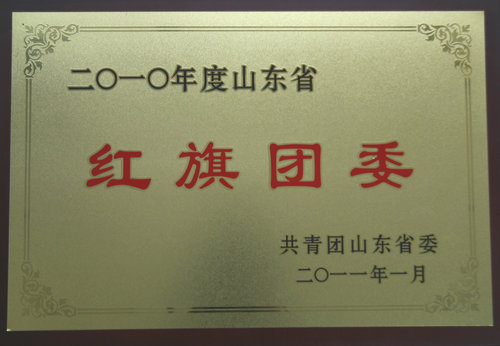 二〇一〇年度山东省
红旗团委
共青团山东省委
二〇一一年一月